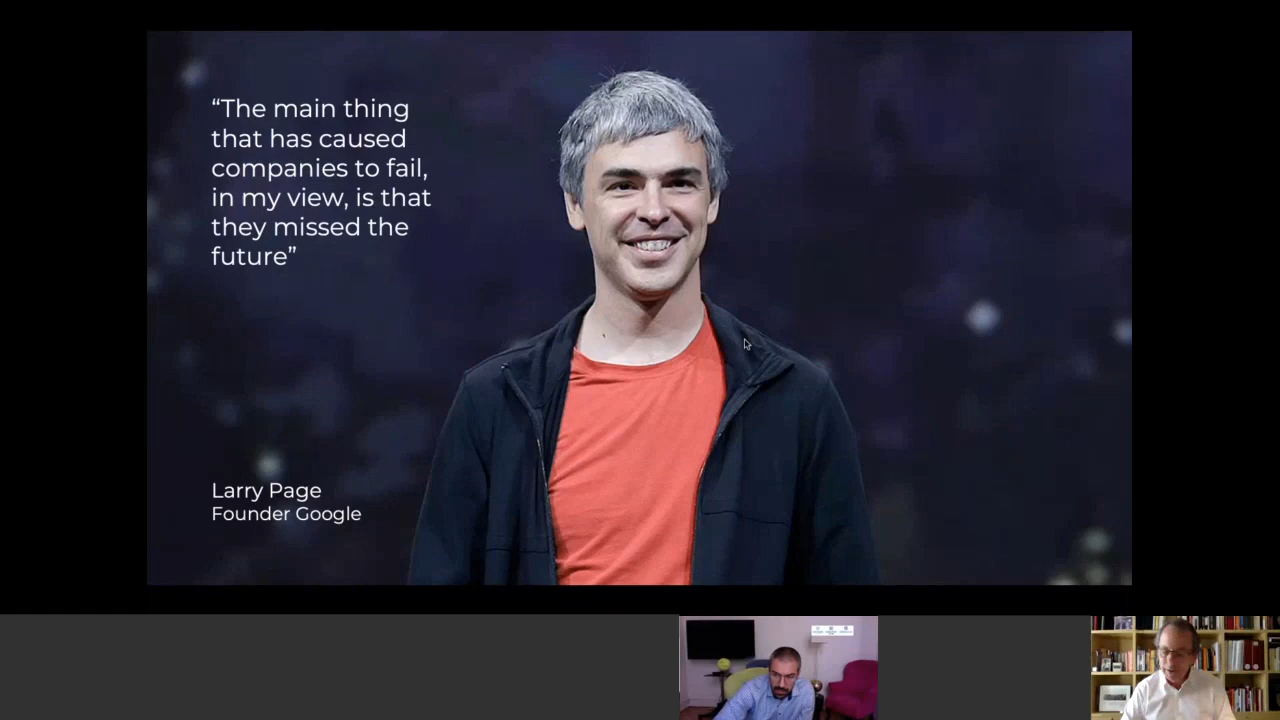 “The main thing
that has caused
companies to fail,
in my view, is that
they missed the
future”
Larry Page
Founder Google